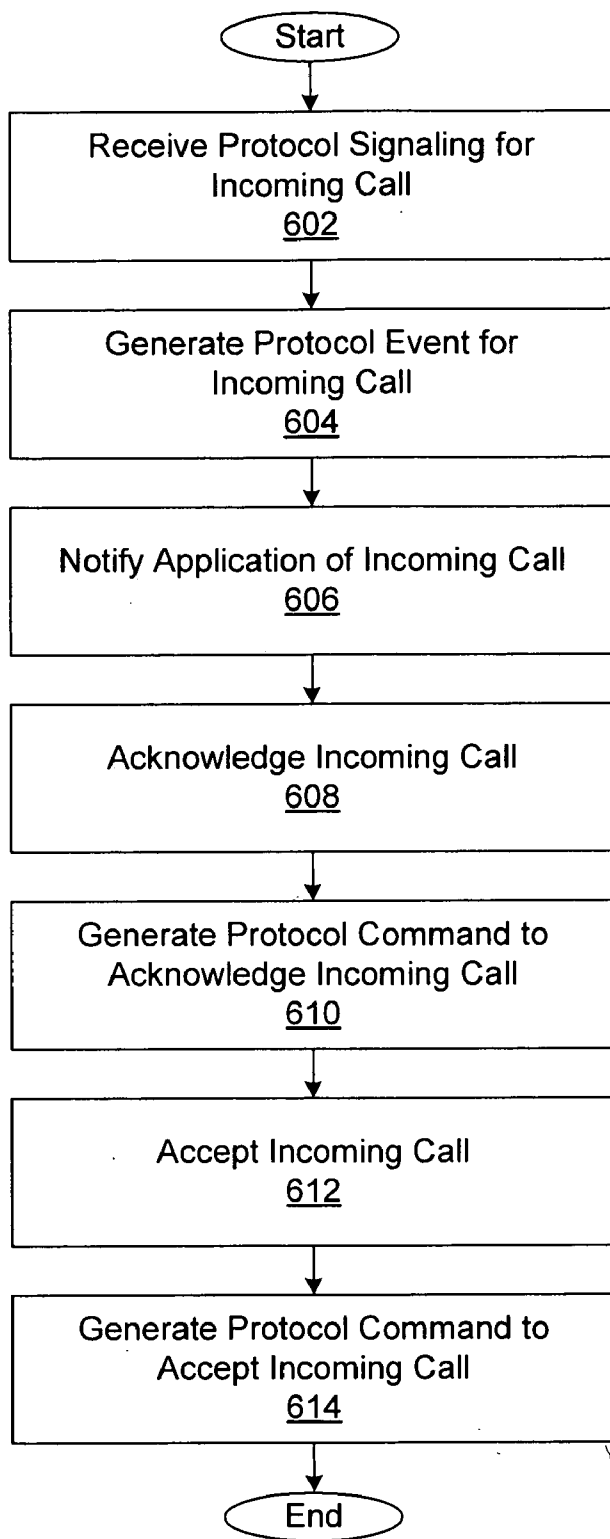 Start
Receive Protocol Signaling for
Incoming Call
602
Generate Protocol Event for
Incoming Call
604
Notify Application of Incoming Call
606
Acknowledge Incoming Call
608
Generate Protocol Command to
Acknowledge Incoming Call
610
Accept Incoming Call
612
Generate Protocol Command to
Accept Incoming Call
614
End